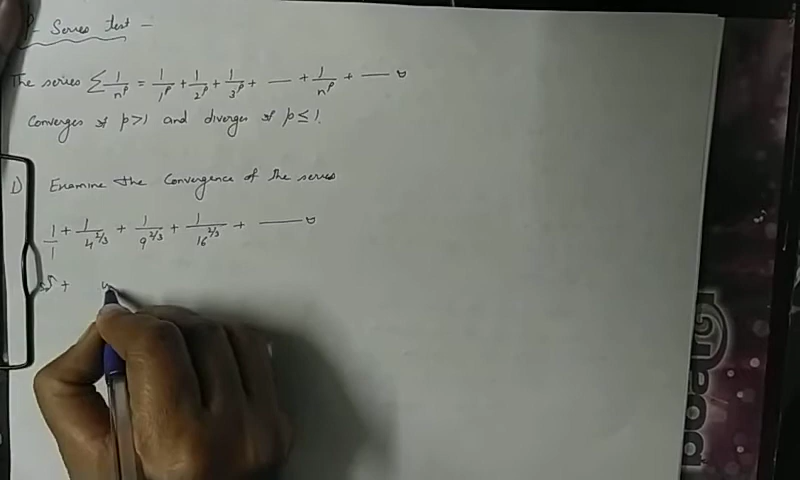 P- Series test -
The series ∑ 1/n^p = 1/1^p + 1/2^p + 1/3^p + — + 1/n^p + — ∞
Converges if p>1 and diverges if p≤1.
1) Examine the Convergence of the series
1/1 + 1/4^2/3 + 1/9^2/3 + 1/16^2/3 + — ∞